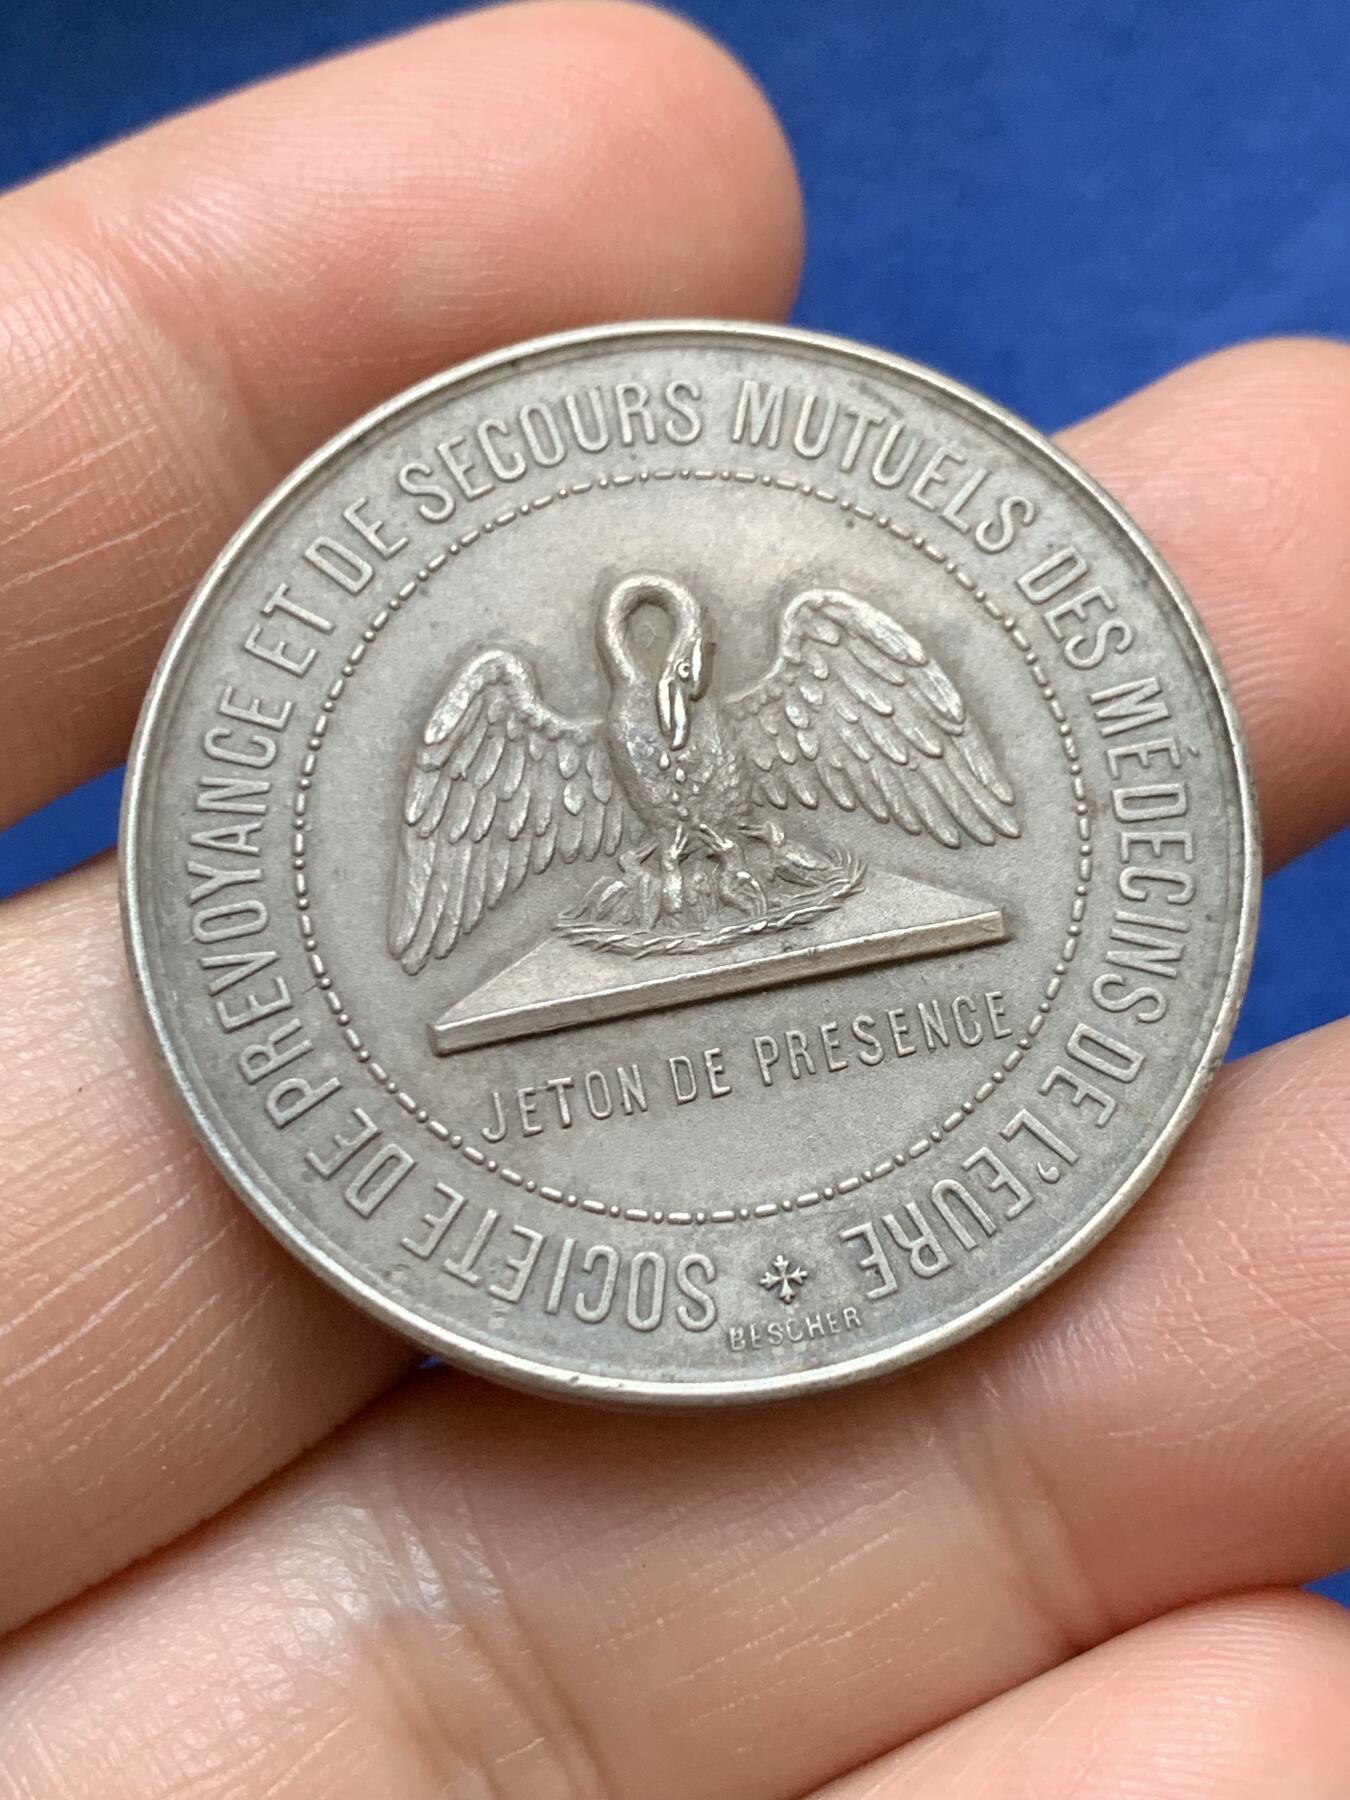 SOCIÉTÉ DE PRÉVOYANCE ET DE SECOURS MUTUELS DES MÉDECINS DE L'EURE
JETON DE PRESENCE
BESCHER